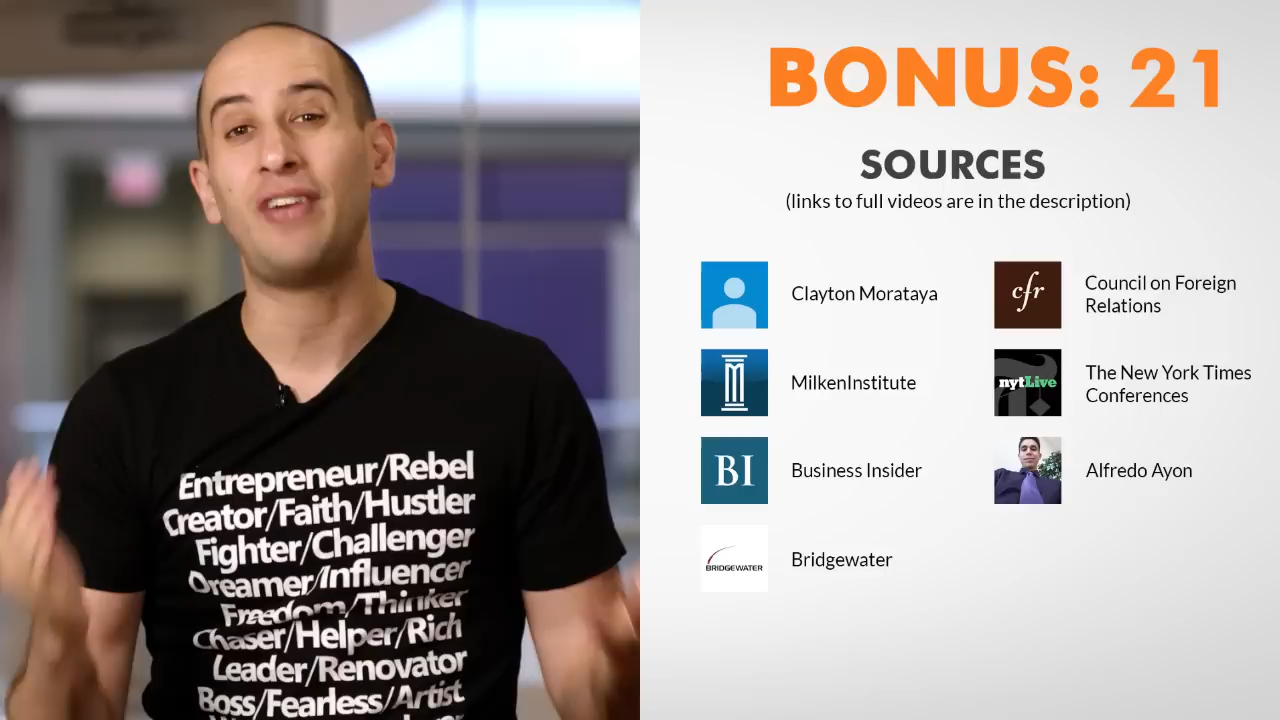 BONUS: 21
SOURCES
(links to full videos are in the description)
Clayton Morataya
MilkenInstitute
BI
Business Insider
BRIDGEWATER
Bridgewater
cfr
Council on Foreign
Relations
nytLive
The New York Times
Conferences
Alfredo Ayon
Entrepreneur/Rebel
Creator/Faith/Hustler
Fighter/Challenger
Dreamer/Influencer
Freedom/Thinker
Chaser/Helper/Rich
Leader/Renovator
Boss/Fearless/Artist